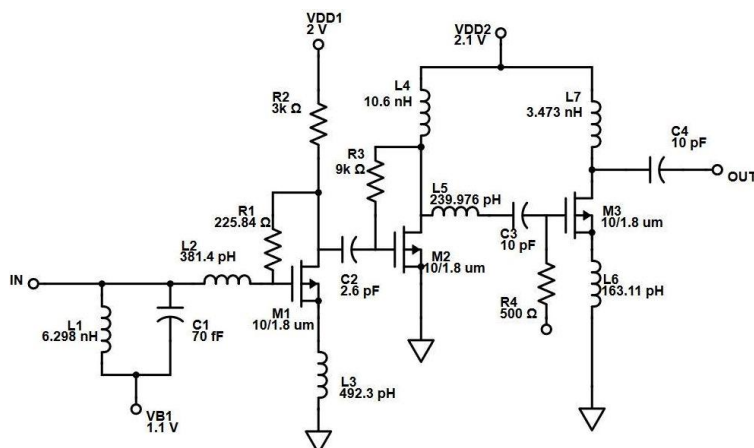 VDD1
2 V
VDD2
2.1 V
R2
3k Ω
L4
10.6 nH
L7
3.473 nH
C4
10 pF
OUT
R3
9k Ω
L5
239.976 pH
R1
225.84 Ω
L2
381.4 pH
IN
C2
2.6 pF
M2
10/1.8 um
C3
10 pF
M3
10/1.8 um
M1
10/1.8 um
L1
6.298 nH
C1
70 fF
R4
500 Ω
L6
163.11 pH
L3
492.3 pH
VB1
1.1 V